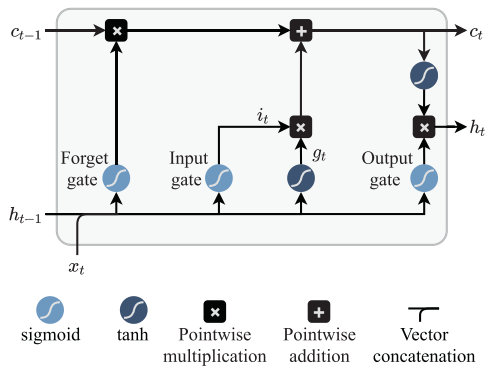 c_{t−1}
c_t
i_t
h_t
Forget
gate
Input
gate
g_t
Output
gate
h_{t−1}
x_t
sigmoid
tanh
Pointwise
multiplication
Pointwise
addition
Vector
concatenation